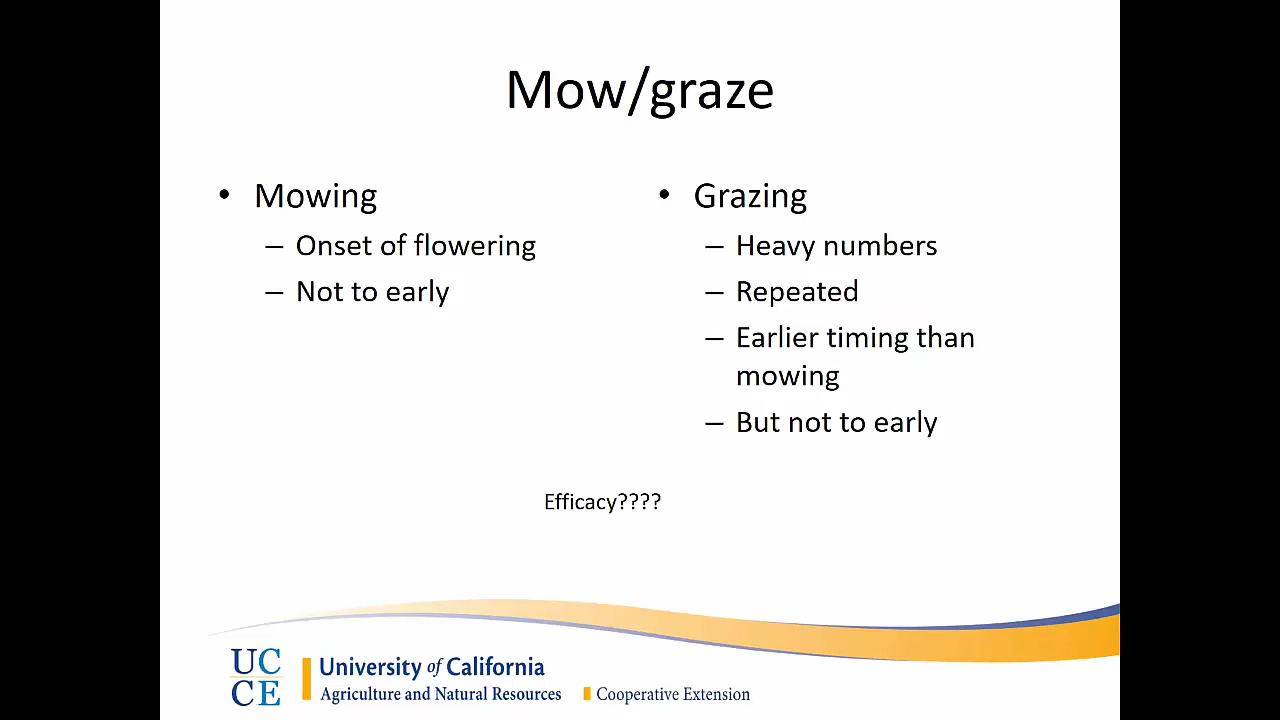 Mow/graze
• Mowing
– Onset of flowering
– Not to early
• Grazing
– Heavy numbers
– Repeated
– Earlier timing than
mowing
– But not to early
Efficacy????
UC
CE
University of California
Agriculture and Natural Resources
Cooperative Extension